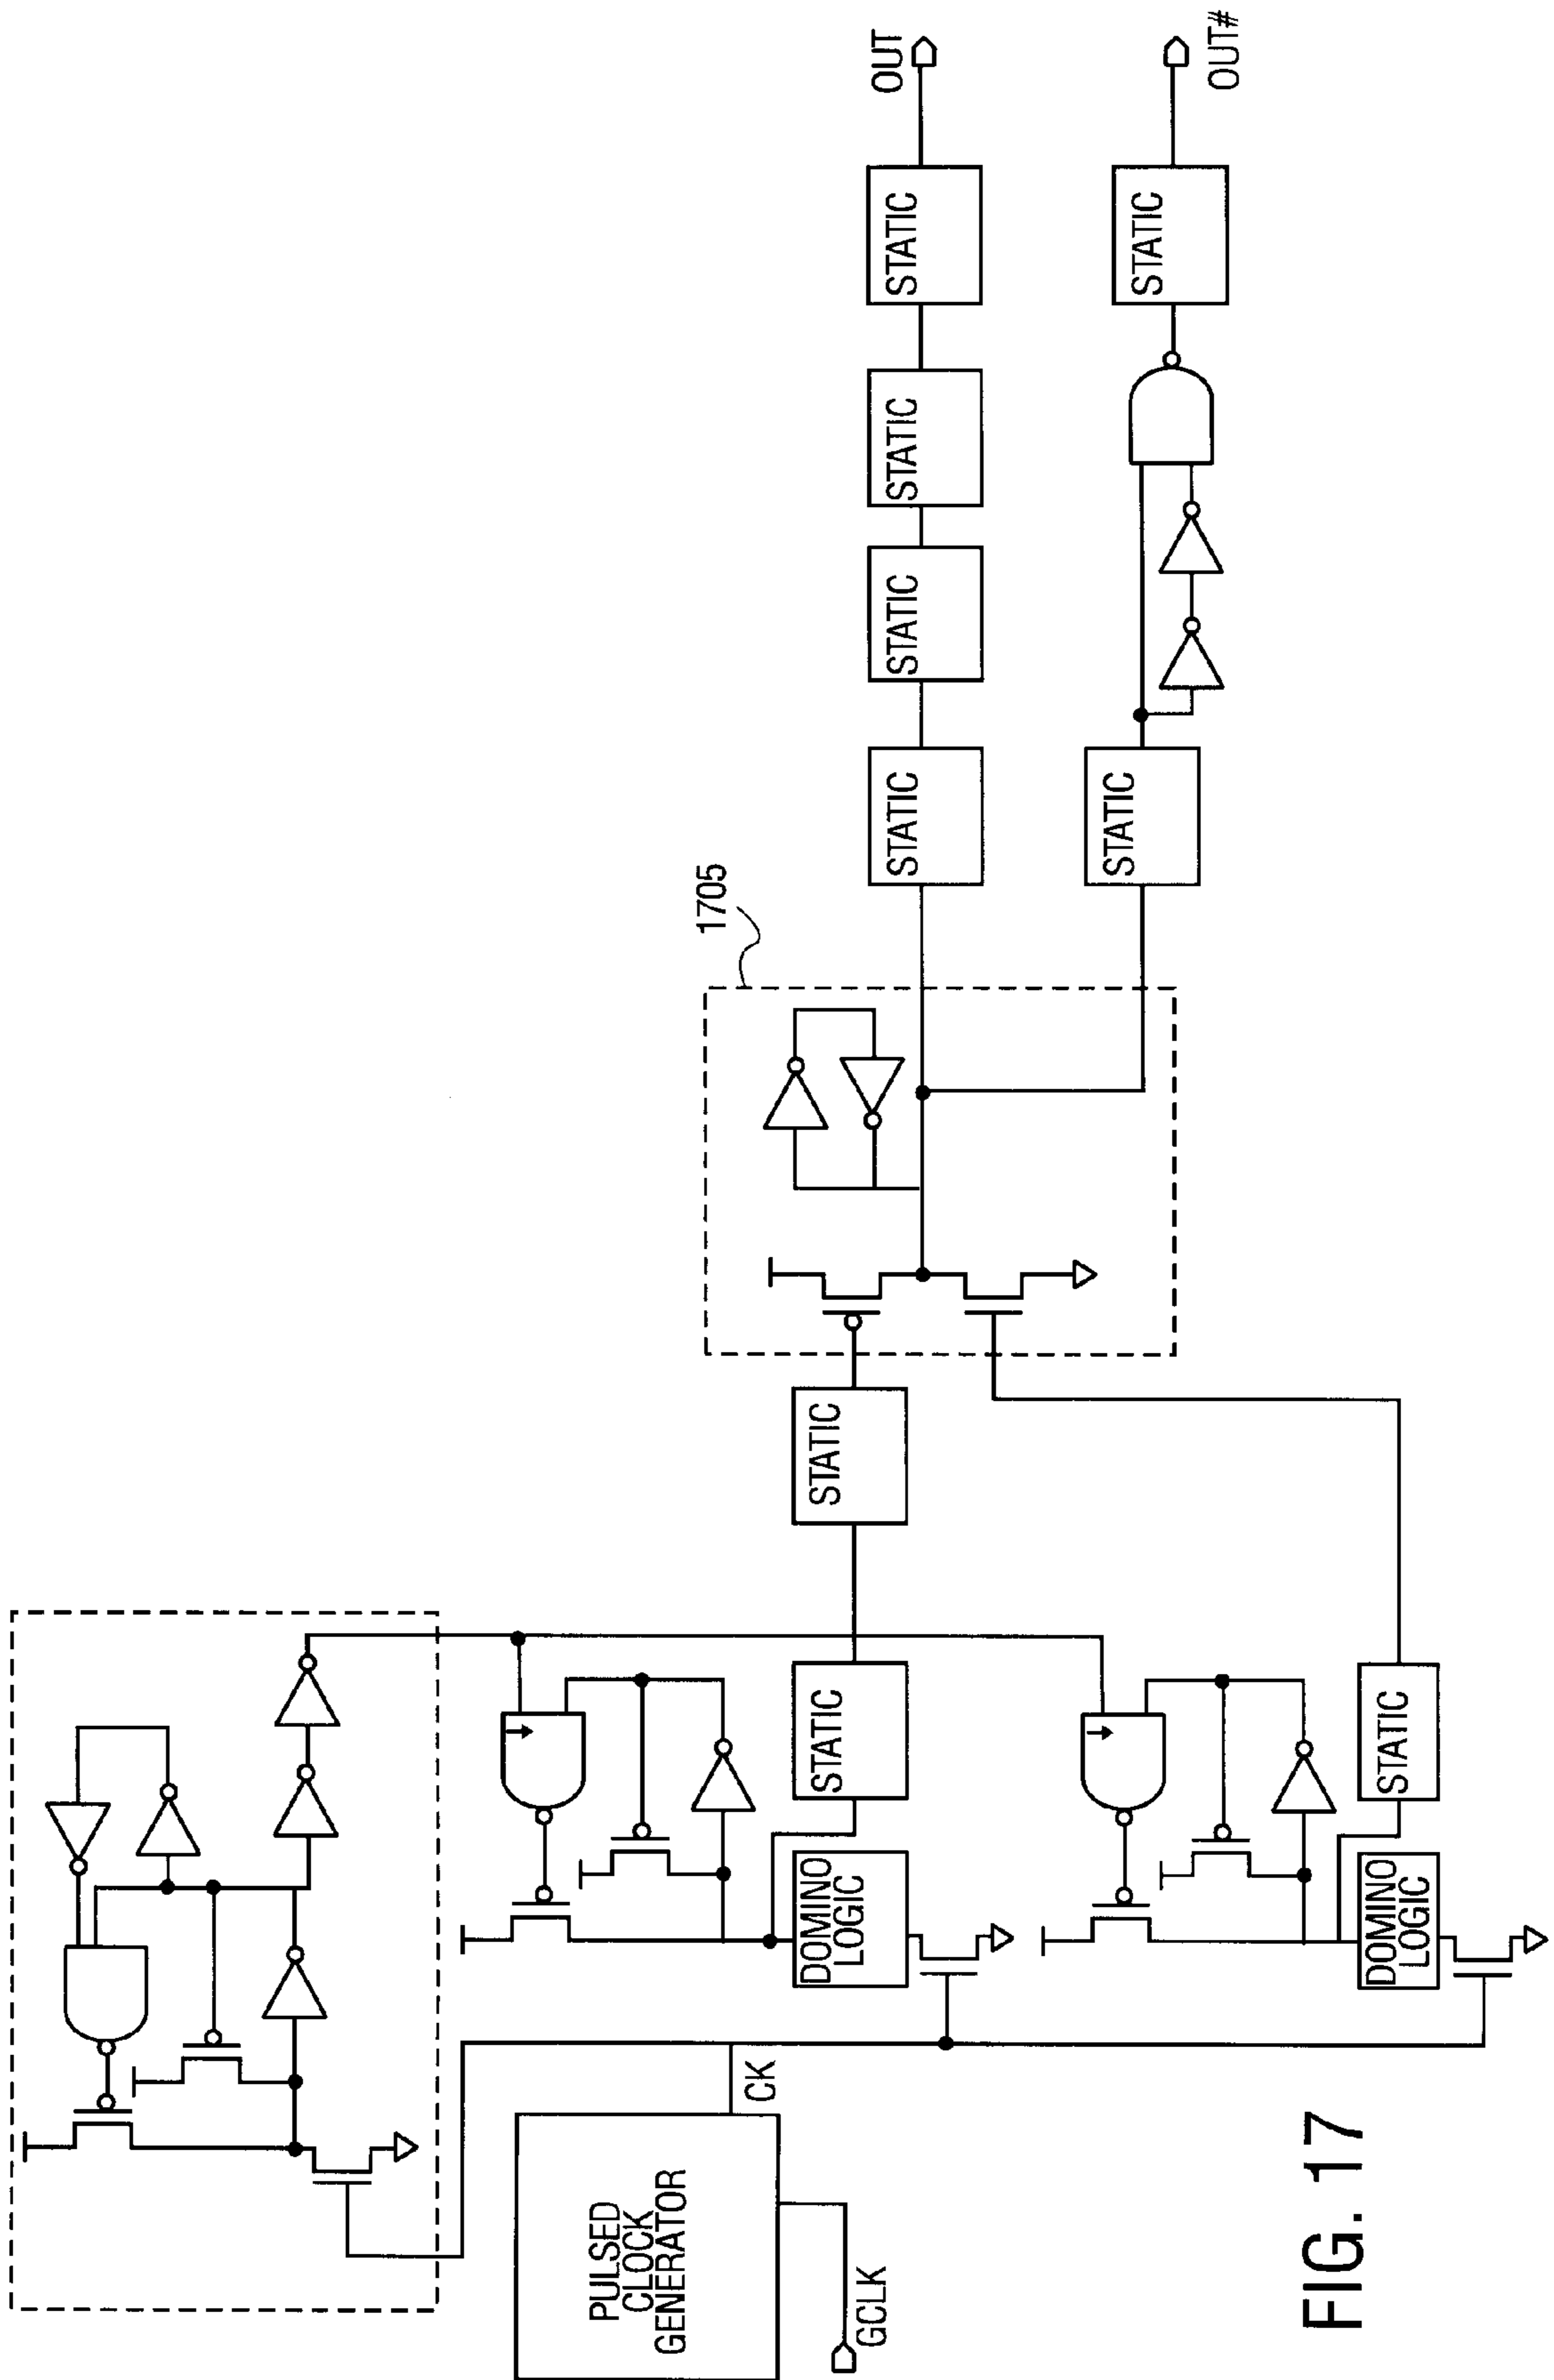 PULSED
CLOCK
GENERATOR
GCLK
CK
DOMINO
LOGIC
STATIC
STATIC
DOMINO
LOGIC
STATIC
1705
STATIC
STATIC
STATIC
STATIC
OUT
STATIC
STATIC
OUT#
FIG. 17